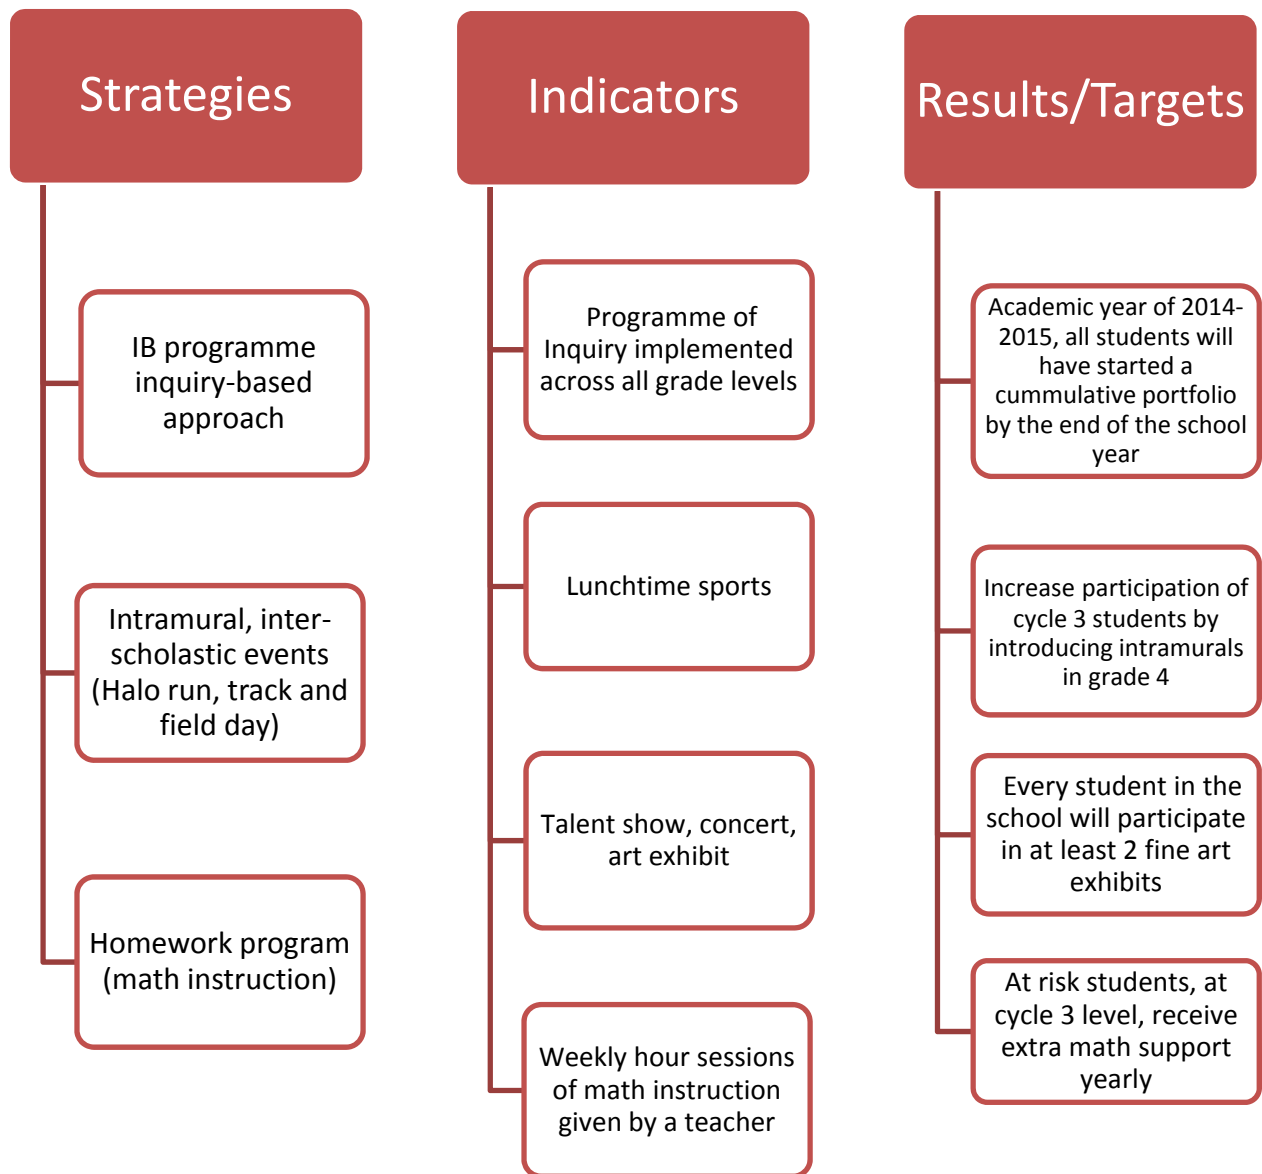 Strategies
IB programme
inquiry-based
approach
Intramural, inter-
scholastic events
(Halo run, track and
field day)
Homework program
(math instruction)
Indicators
Programme of
Inquiry implemented
across all grade levels
Lunchtime sports
Talent show, concert,
art exhibit
Weekly hour sessions
of math instruction
given by a teacher
Results/Targets
Academic year of 2014-
2015, all students will
have started a
cummulative portfolio
by the end of the school
year
Increase participation of
cycle 3 students by
introducing intramurals
in grade 4
Every student in the
school will participate
in at least 2 fine art
exhibits
At risk students, at
cycle 3 level, receive
extra math support
yearly